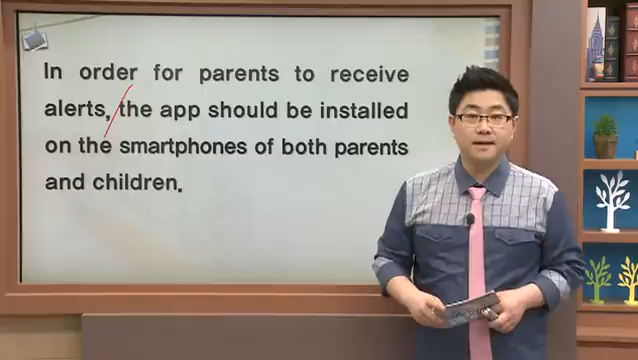 In order for parents to receive
alerts, the app should be installed
on the smartphones of both parents
and children.